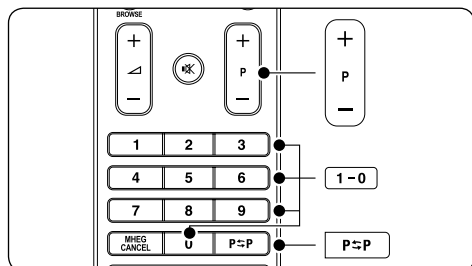 BROWSE
+ + +
P P
− − −
1 2 3
4 5 6 1-0
7 8 9
MHEG CANCEL 0 P⇆P P⇆P